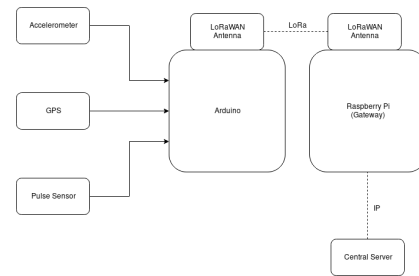 Accelerometer
LoRaWAN
Antenna
LoRa
LoRaWAN
Antenna
GPS
Arduino
Raspberry Pi
(Gateway)
Pulse Sensor
IP
Central Server